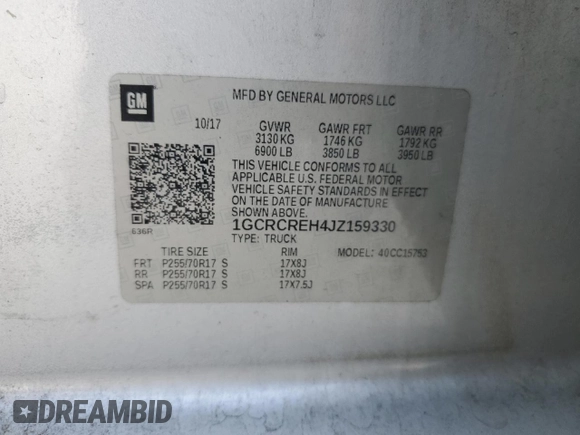 GM
MFD BY GENERAL MOTORS LLC
10/17 GVWR GAWR FRT GAWR RR
3130 KG 1746 KG 1792 KG
6900 LB 3850 LB 3950 LB
THIS VEHICLE CONFORMS TO ALL
APPLICABLE U.S. FEDERAL MOTOR
VEHICLE SAFETY STANDARDS IN EFFECT
ON THE DATE OF MANUFACTURE
SHOWN ABOVE.
1GCRCREH4JZ159330
TYPE: TRUCK
636R
MODEL: 40CC15753
TIRE SIZE RIM
FRT P255/70R17 S 17X8J
RR P255/70R17 S 17X8J
SPA P255/70R17 S 17X7.5J
DREAMBID